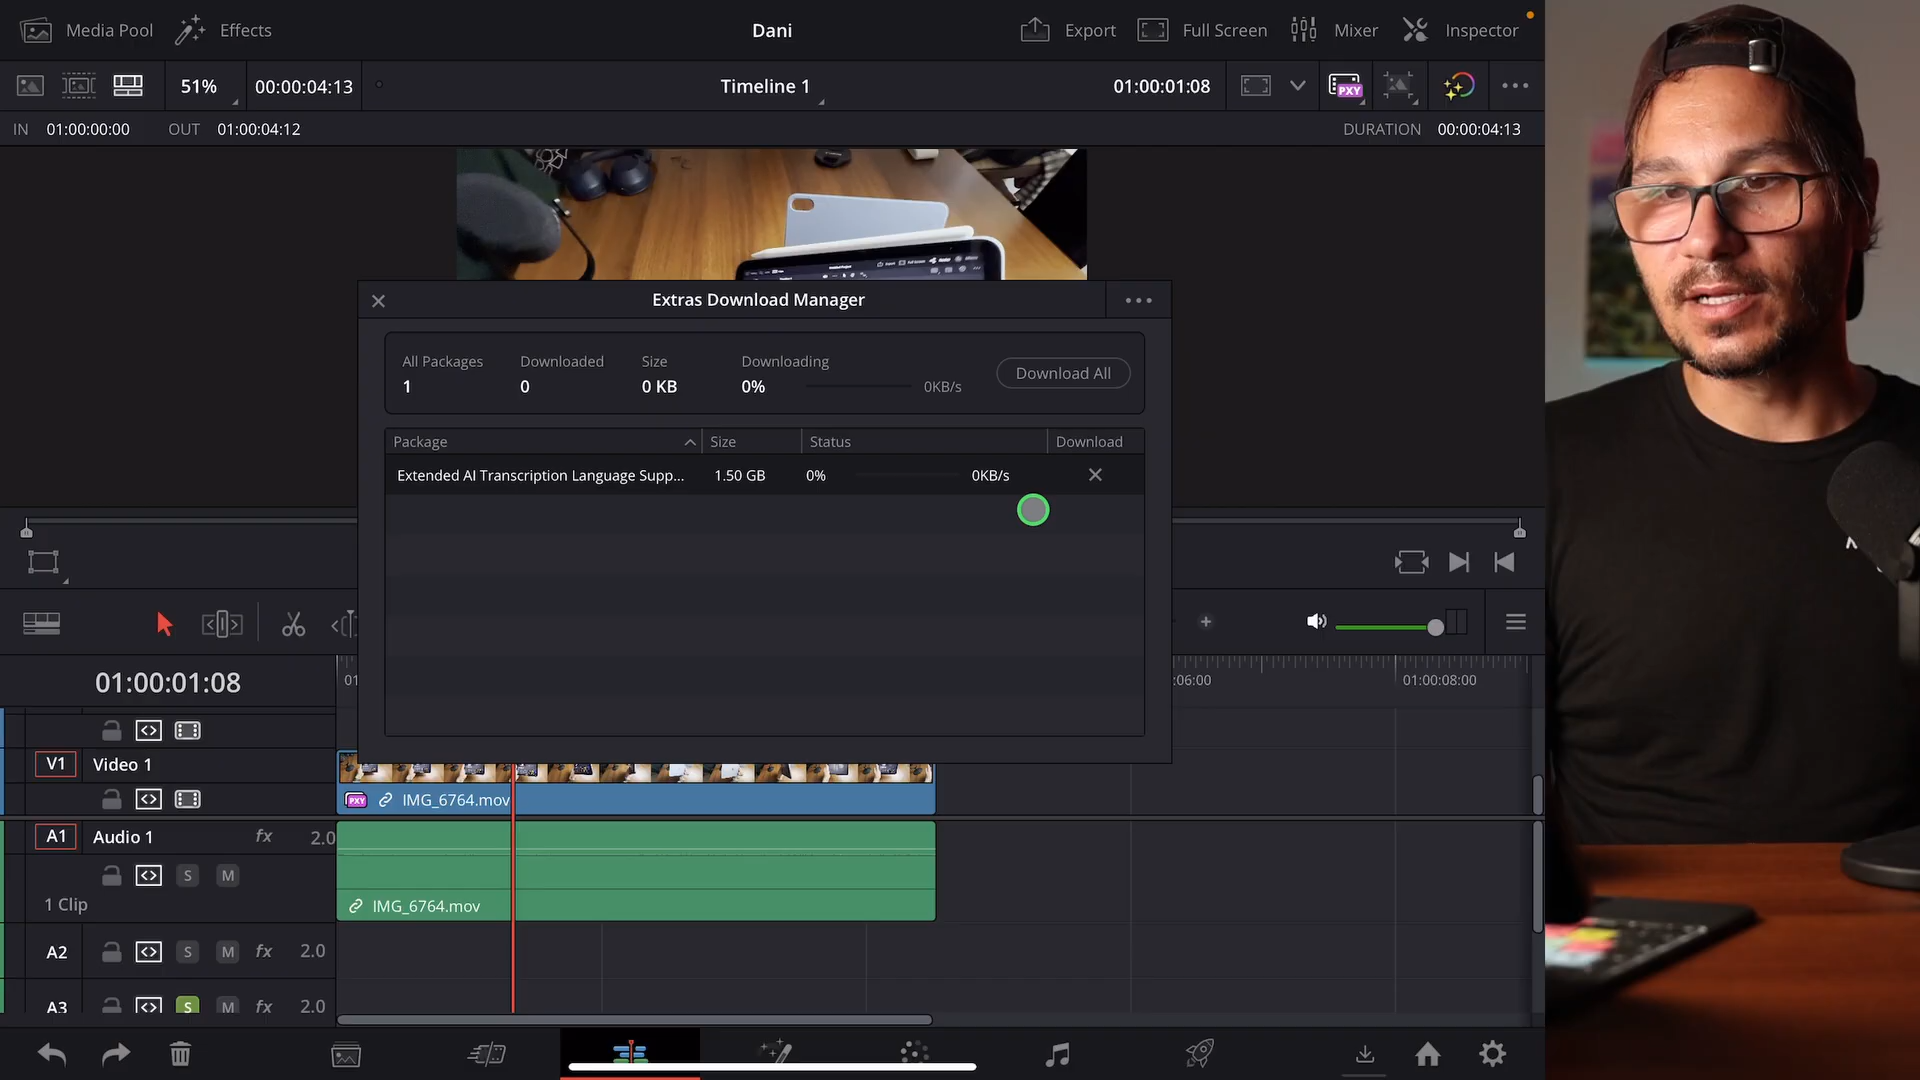 Media Pool
Effects
Dani
Export
Full Screen
Mixer
Inspector
51%
00:00:04:13
Timeline 1
01:00:01:08
PXY
IN 01:00:00:00 OUT 01:00:04:12
DURATION 00:00:04:13
Extras Download Manager
All Packages
Downloaded
Size
Downloading
1
0
0 KB
0%
0KB/s
Download All
Package
Size
Status
Download
Extended AI Transcription Language Supp...
1.50 GB
0%
0KB/s
01:00:01:08
01
:06:00
01:00:08:00
V1
Video 1
PXY
IMG_6764.mov
A1
Audio 1
fx
2.0
S
M
1 Clip
IMG_6764.mov
A2
S
M
fx
2.0
A3
S
M
fx
2.0